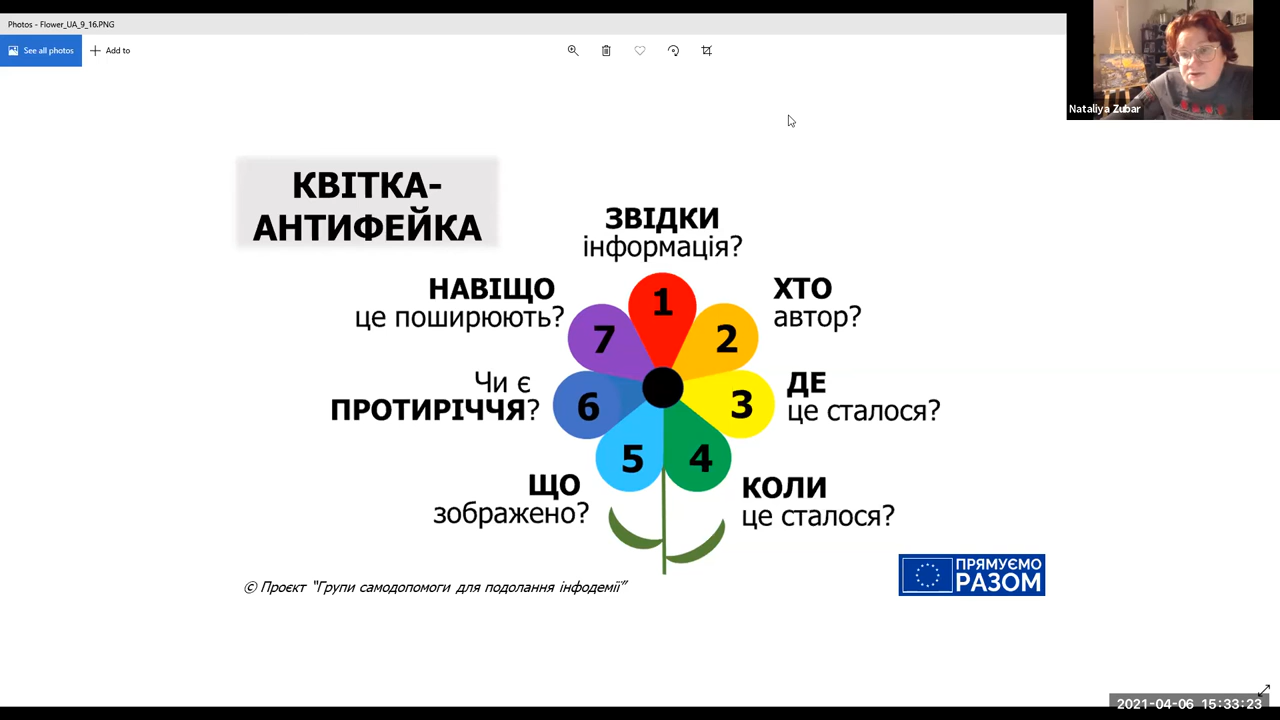 Photos - Flower_UA_9_16.PNG
See all photos
Add to
Nataliya Zubar
КВІТКА-
АНТИФЕЙКА
ЗВІДКИ
інформація?
НАВІЩО
це поширюють?
ХТО
автор?
1
7
2
Чи є
ПРОТИРІЧЧЯ?
ДЕ
це сталося?
6
3
5
4
ЩО
зображено?
КОЛИ
це сталося?
© Проєкт "Групи самодопомоги для подолання інфодемії"
ПРЯМУЄМО
РАЗОМ
2021-04-06 15:33:23